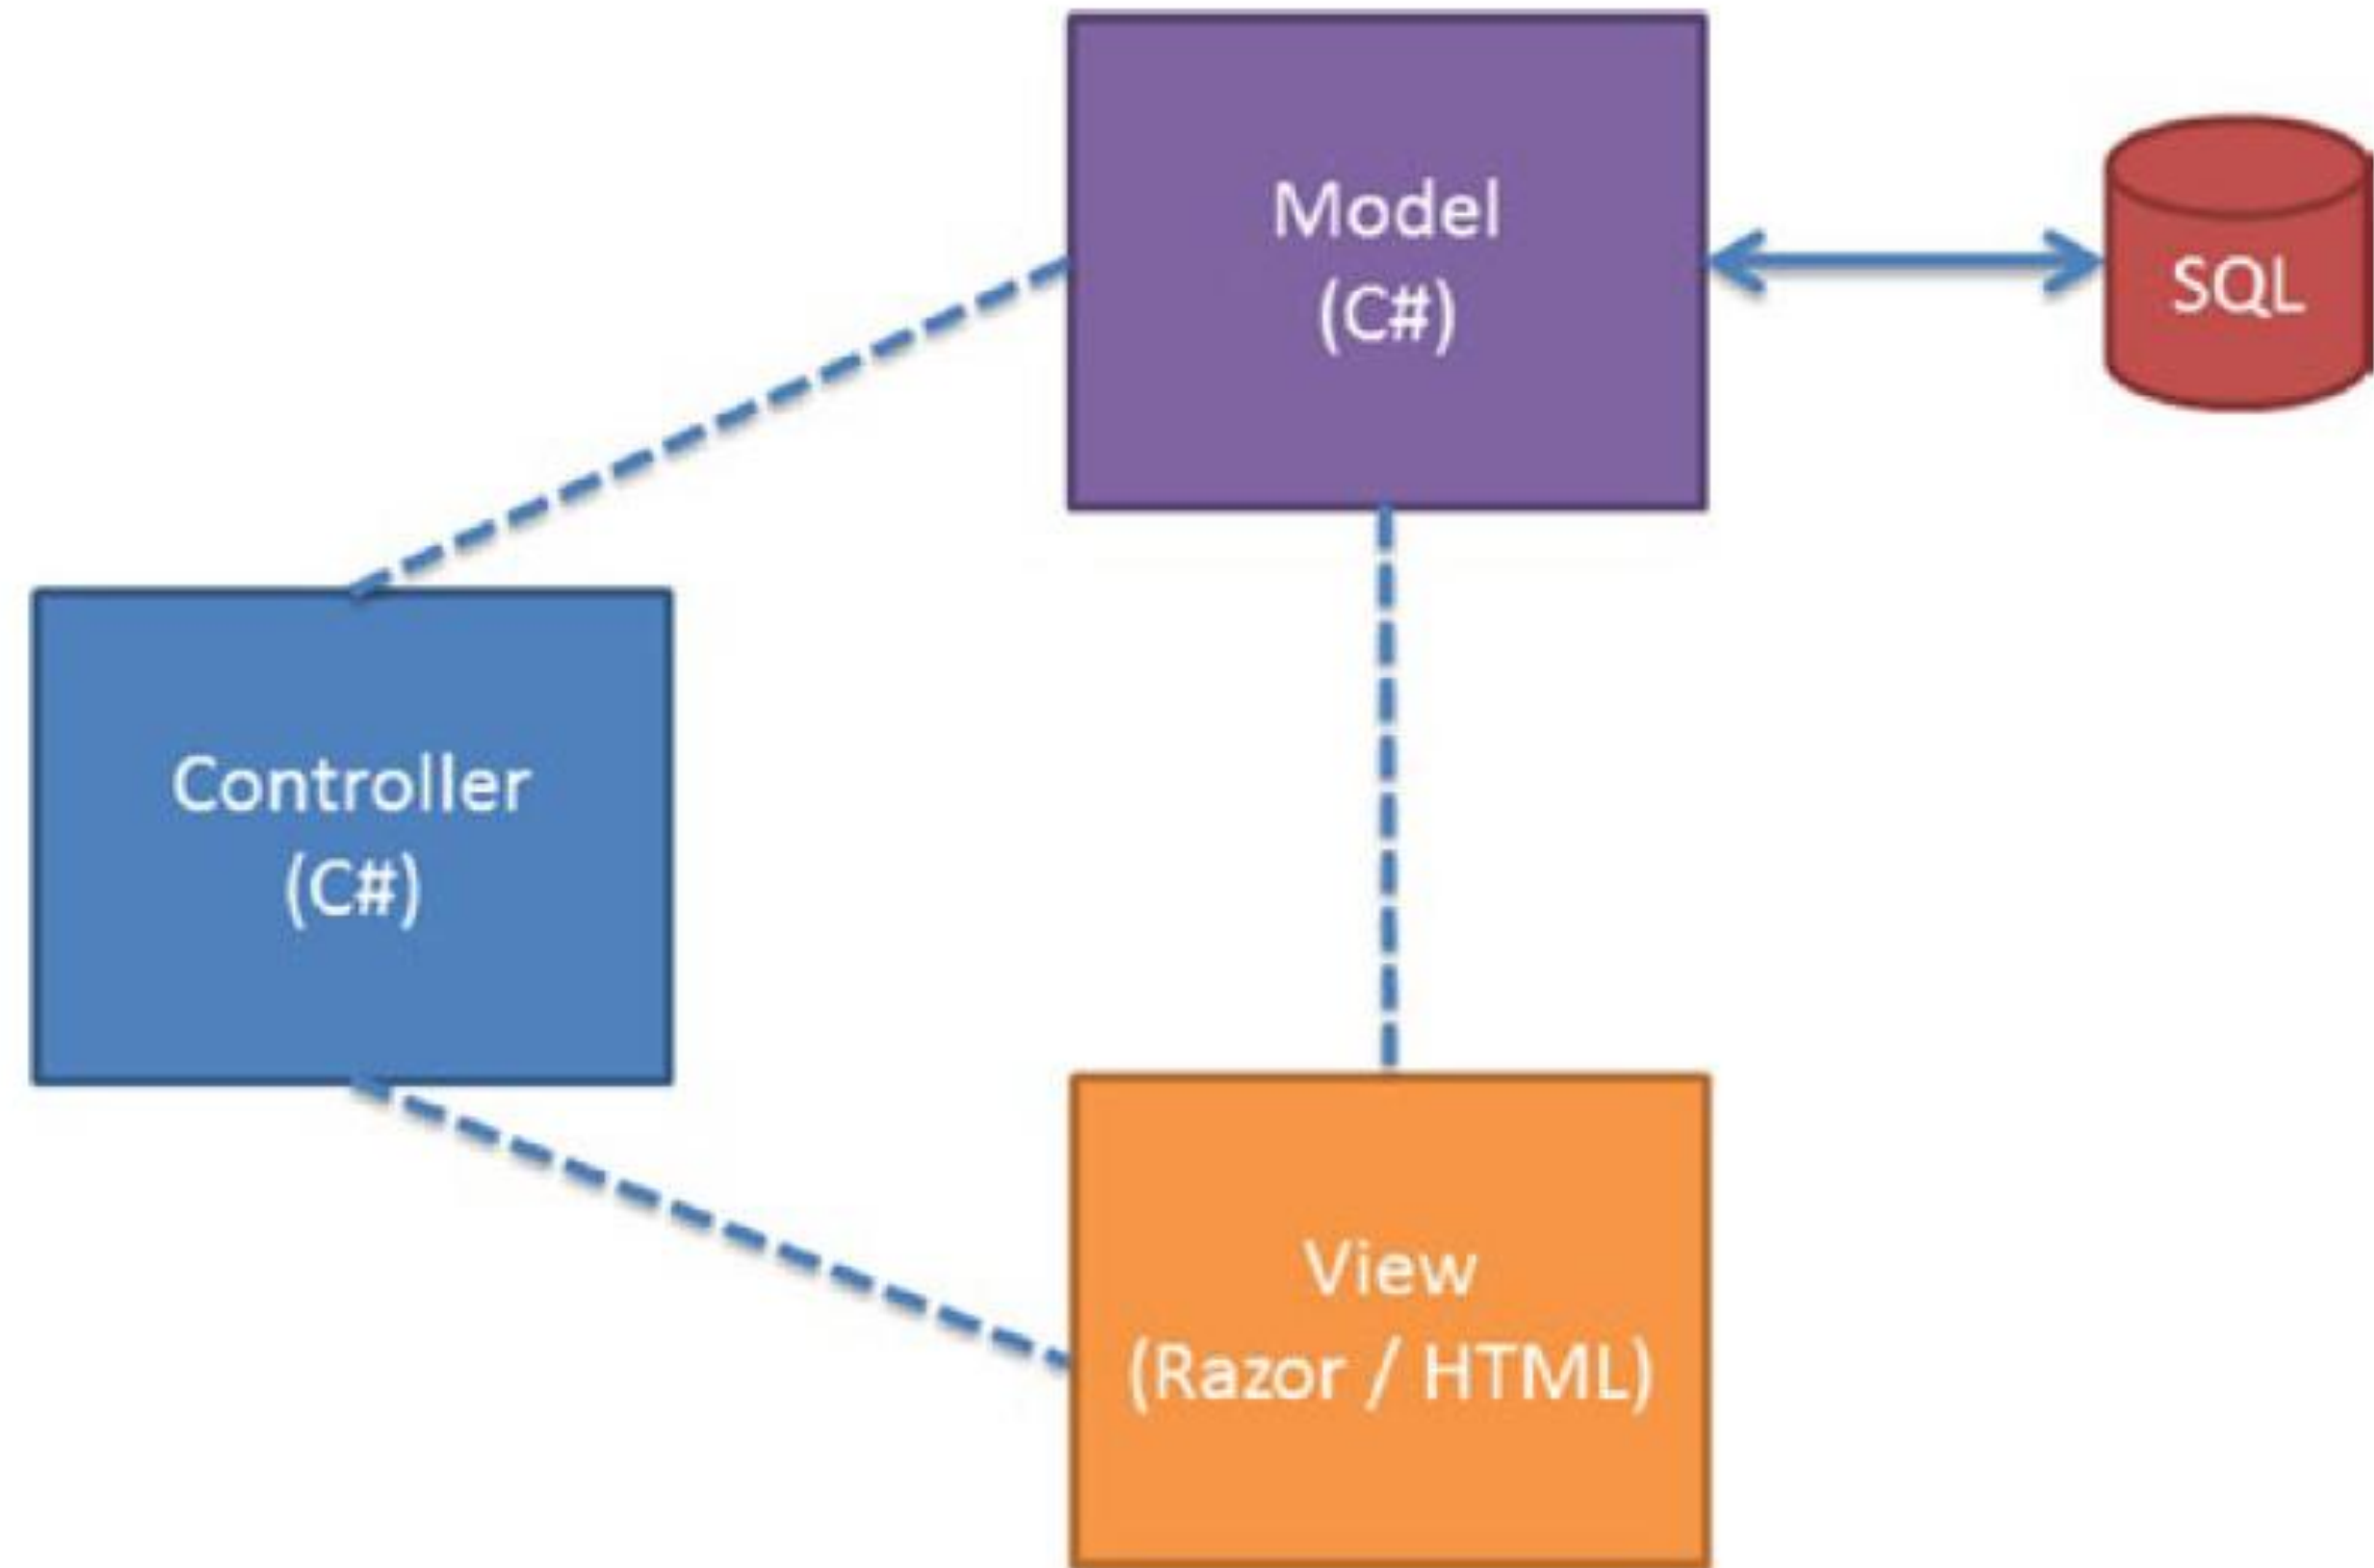 Model
(C#)
SQL
Controller
(C#)
View
(Razor / HTML)